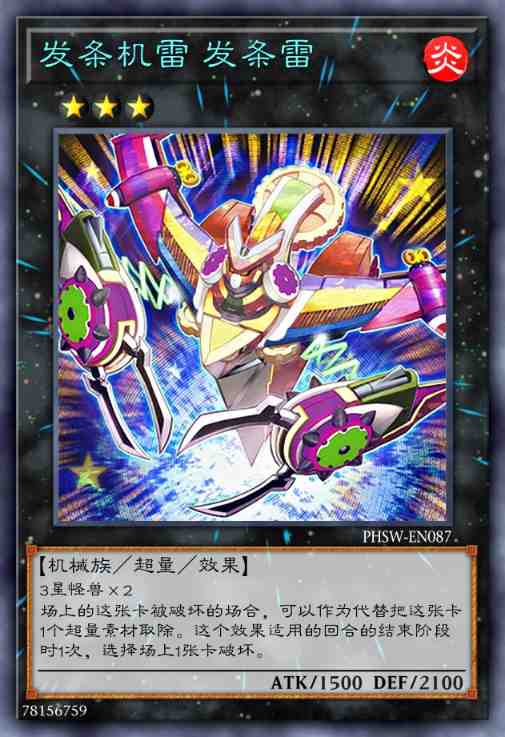 发条机雷 发条雷
炎
PHSW-EN087
【机械族／超量／效果】
3星怪兽×2
场上的这张卡被破坏的场合，可以作为代替把这张卡
1个超量素材取除。这个效果适用的回合的结束阶段
时1次，选择场上1张卡破坏。
ATK/1500 DEF/2100
78156759